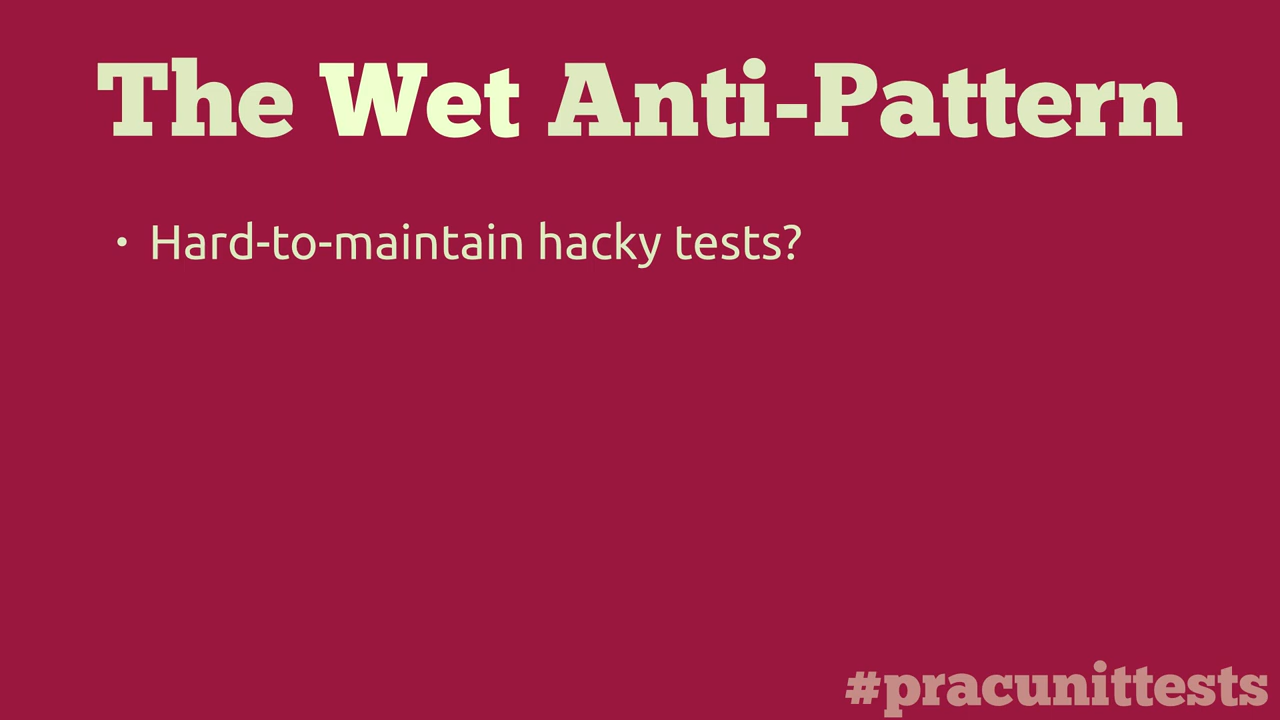 The Wet Anti-Pattern
• Hard-to-maintain hacky tests?
#pracunittests